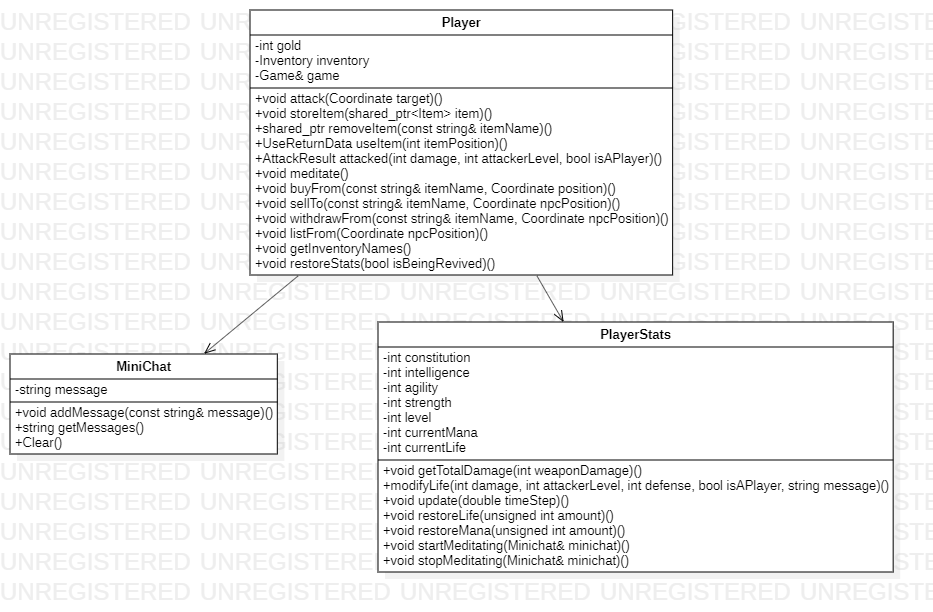 Player
-int gold
-Inventory inventory
-Game& game
+void attack(Coordinate target)()
+void storeItem(shared_ptr<Item> item)()
+shared_ptr removeItem(const string& itemName)()
+UseReturnData useItem(int itemPosition)()
+AttackResult attacked(int damage, int attackerLevel, bool isAPlayer)()
+void meditate()
+void buyFrom(const string& itemName, Coordinate position)()
+void sellTo(const string& itemName, Coordinate npcPosition)()
+void withdrawFrom(const string& itemName, Coordinate npcPosition)()
+void listFrom(Coordinate npcPosition)()
+void getInventoryNames()
+void restoreStats(bool isBeingRevived)()
MiniChat
-string message
+void addMessage(const string& message)()
+string getMessages()
+Clear()
PlayerStats
-int constitution
-int intelligence
-int agility
-int strength
-int level
-int currentMana
-int currentLife
+void getTotalDamage(int weaponDamage)()
+modifyLife(int damage, int attackerLevel, int defense, bool isAPlayer, string message)()
+void update(double timeStep)()
+void restoreLife(unsigned int amount)()
+void restoreMana(unsigned int amount)()
+void startMeditating(Minichat& minichat)()
+void stopMeditating(Minichat& minichat)()
UNREGISTERED